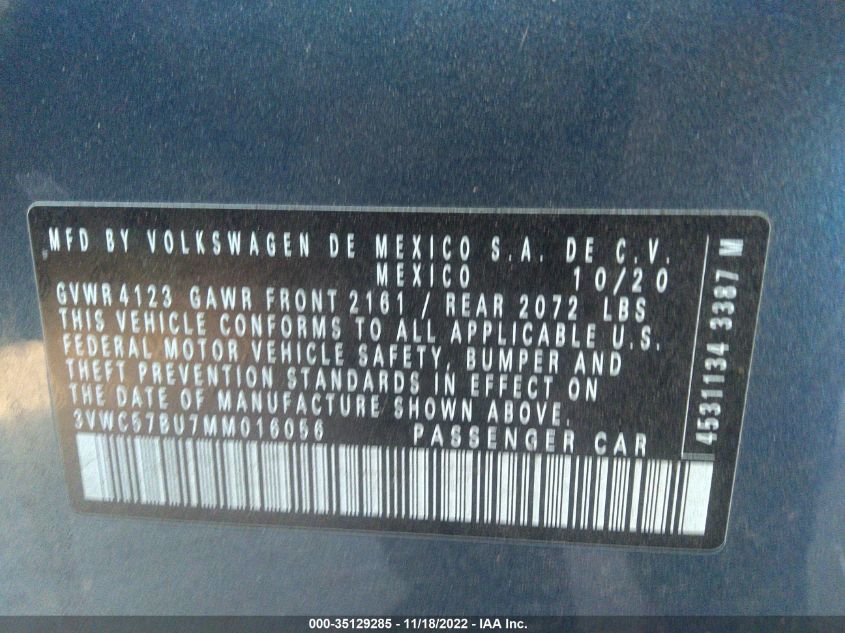 MFD BY VOLKSWAGEN DE MEXICO S.A. DE C.V.
MEXICO 10/20
GVWR 4123 GAWR FRONT 2161 / REAR 2072 LBS
THIS VEHICLE CONFORMS TO ALL APPLICABLE U.S.
FEDERAL MOTOR VEHICLE SAFETY, BUMPER AND
THEFT PREVENTION STANDARDS IN EFFECT ON
THE DATE OF MANUFACTURE SHOWN ABOVE.
3VWC57BU7MM016056 PASSENGER CAR
4531134 3387 M
000-35129285 - 11/18/2022 - IAA Inc.